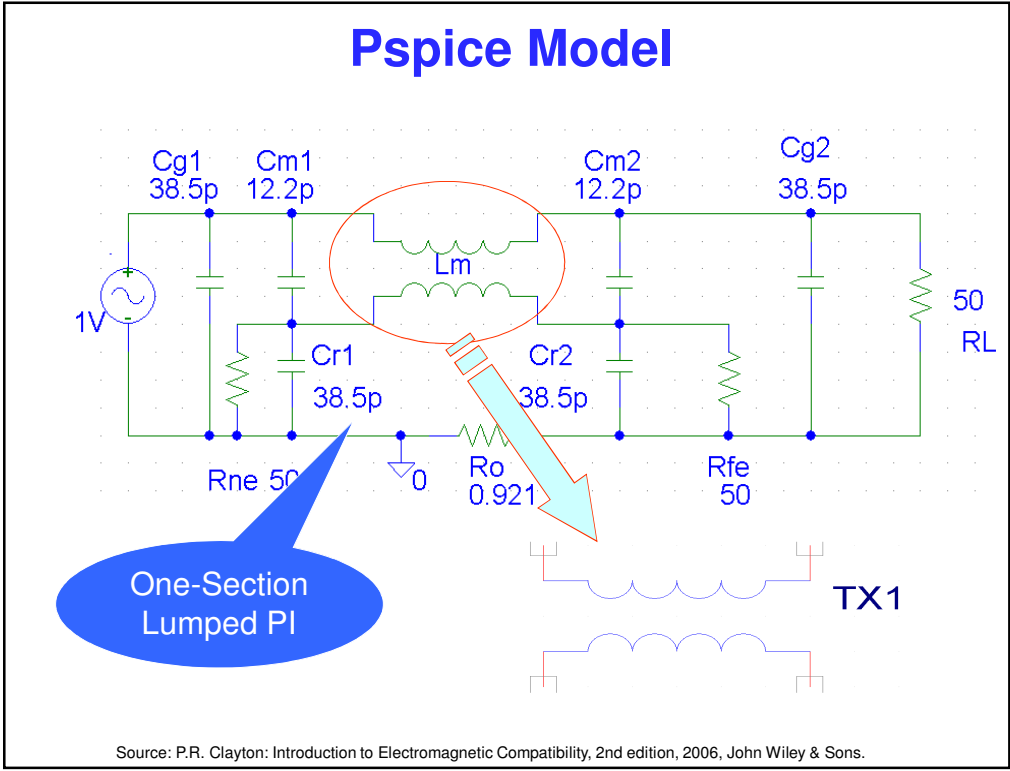 Pspice Model
Cg1
38.5p
Cm1
12.2p
Cm2
12.2p
Cg2
38.5p
Lm
1V
50
RL
Cr1
38.5p
Cr2
38.5p
Rne 50
0
Ro
0.921
Rfe
50
One-Section
Lumped PI
TX1
Source: P.R. Clayton: Introduction to Electromagnetic Compatibility, 2nd edition, 2006, John Wiley & Sons.